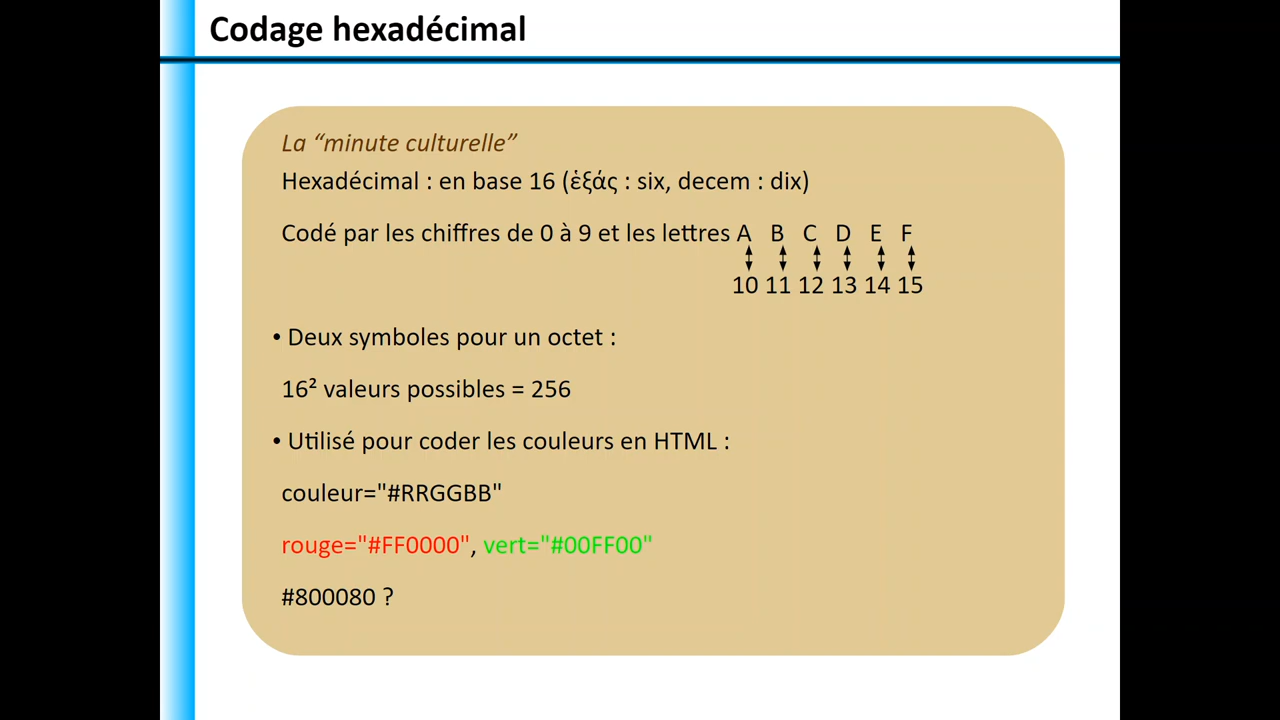 Codage hexadécimal
La “minute culturelle”
Hexadécimal : en base 16 (ἑξάς : six, decem : dix)
Codé par les chiffres de 0 à 9 et les lettres A B C D E F
10 11 12 13 14 15
• Deux symboles pour un octet :
16² valeurs possibles = 256
• Utilisé pour coder les couleurs en HTML :
couleur="#RRGGBB"
rouge="#FF0000", vert="#00FF00"
#800080 ?